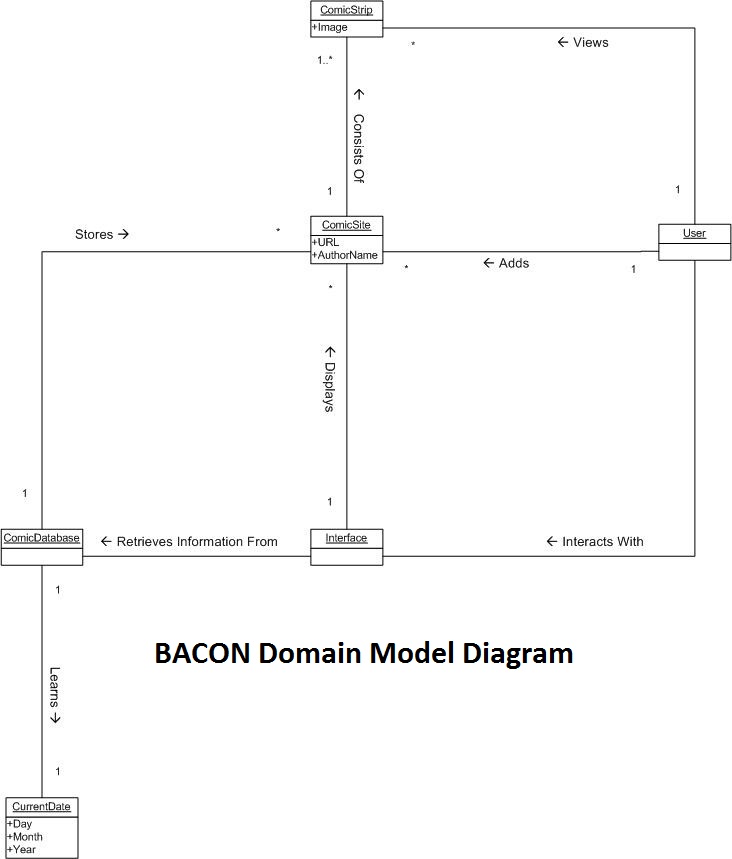 ComicStrip
+Image
*
← Views
1..*
← Consists Of
1
1
ComicSite
+URL
+AuthorName
User
Stores →
*
← Adds
*
1
*
← Displays
1
1
ComicDatabase
← Retrieves Information From
Interface
← Interacts With
1
BACON Domain Model Diagram
Learns →
1
CurrentDate
+Day
+Month
+Year